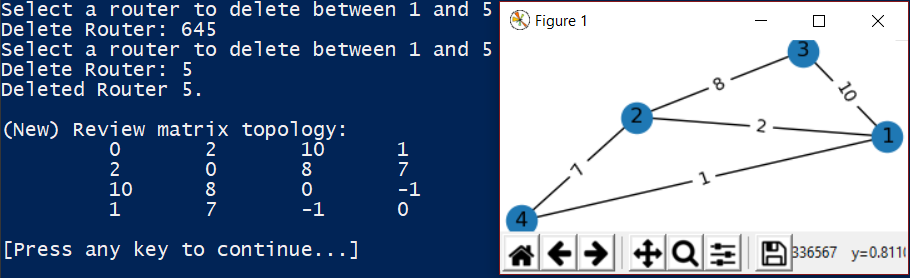 Select a router to delete between 1 and 5
Delete Router: 645
Select a router to delete between 1 and 5
Delete Router: 5
Deleted Router 5.
(New) Review matrix topology:
0 2 10 1
2 0 8 7
10 8 0 -1
1 7 -1 0
[Press any key to continue...]
Figure 1
3
8
10
2
2
1
7
1
4
336567 y=0.811